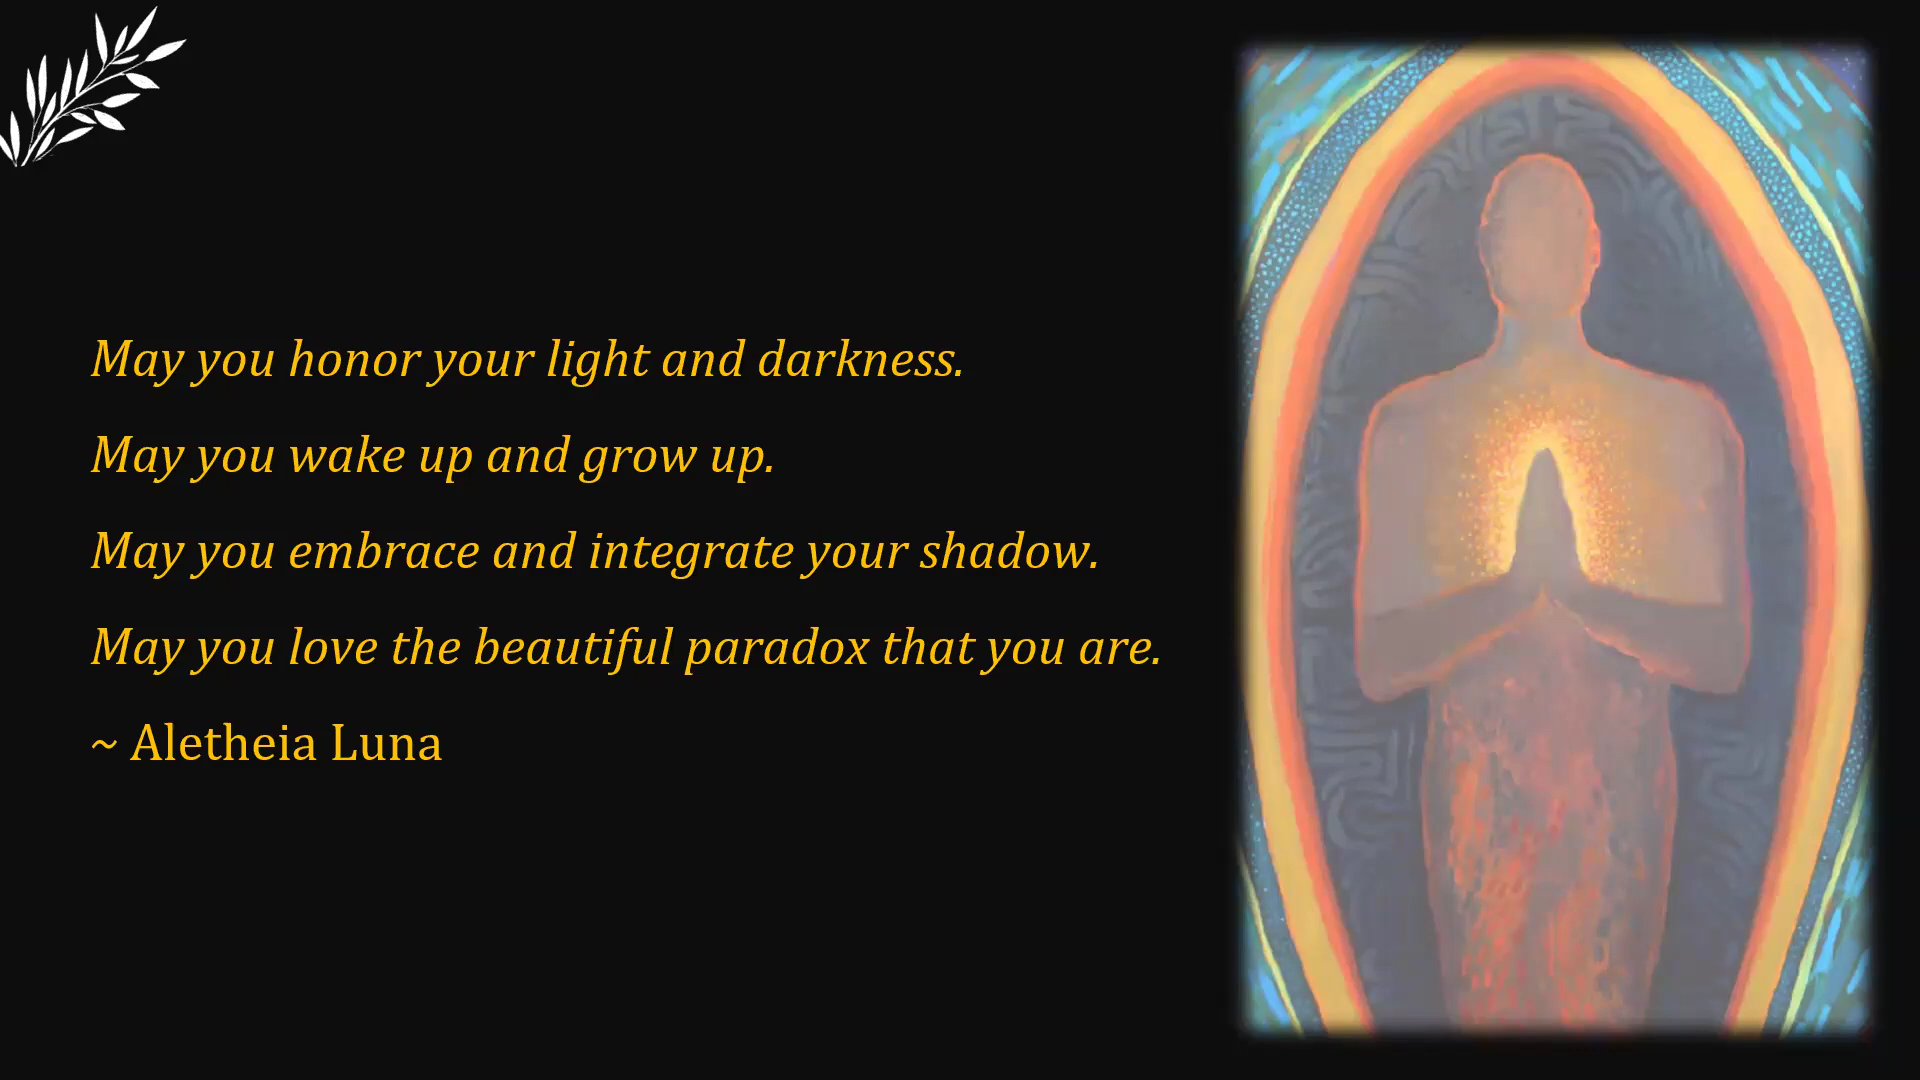 May you honor your light and darkness.
May you wake up and grow up.
May you embrace and integrate your shadow.
May you love the beautiful paradox that you are.
~ Aletheia Luna